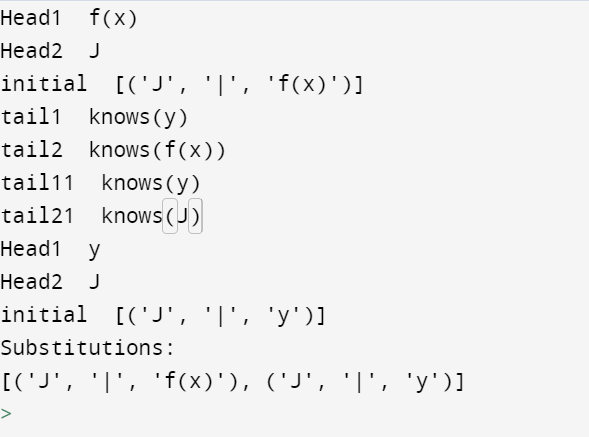 Head1  f(x)
Head2  J
initial  [('J', '|', 'f(x)')]
tail1  knows(y)
tail2  knows(f(x))
tail11  knows(y)
tail21  knows(J)
Head1  y
Head2  J
initial  [('J', '|', 'y')]
Substitutions:
[('J', '|', 'f(x)'), ('J', '|', 'y')]
>